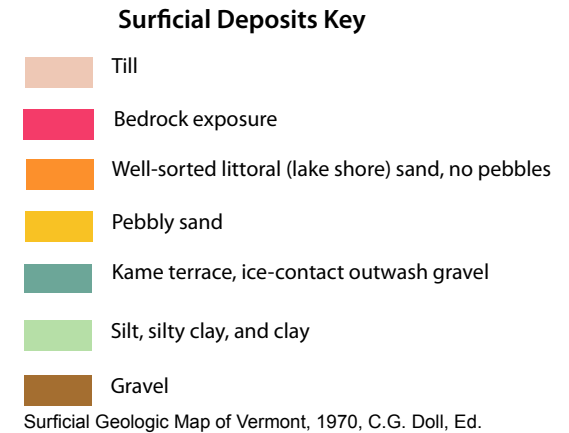 Surficial Deposits Key
Till
Bedrock exposure
Well-sorted littoral (lake shore) sand, no pebbles
Pebbly sand
Kame terrace, ice-contact outwash gravel
Silt, silty clay, and clay
Gravel
Surficial Geologic Map of Vermont, 1970, C.G. Doll, Ed.